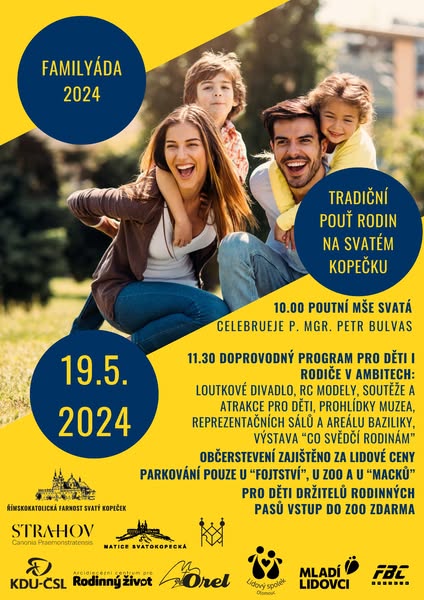 FAMILYÁDA
2024
TRADIČNÍ
POUŤ RODIN
NA SVATÉM
KOPEČKU
10.00 POUTNÍ MŠE SVATÁ
CELEBRUEJE P. MGR. PETR BULVAS
19.5.
2024
11.30 DOPROVODNÝ PROGRAM PRO DĚTI I
RODIČE V AMBITECH:
LOUTKOVÉ DIVADLO, RC MODELY, SOUTĚŽE A
ATRAKCE PRO DĚTI, PROHLÍDKY MUZEA,
REPREZENTAČNÍCH SÁLŮ A AREÁLU BAZILIKY,
VÝSTAVA “CO SVĚDČÍ RODINÁM”
OBČERSTVENÍ ZAJIŠTĚNO ZA LIDOVÉ CENY
PARKOVÁNÍ POUZE U “FOJTSTVÍ”, U ZOO A U “MACKŮ”
PRO DĚTI DRŽITELŮ RODINNÝCH
PASŮ VSTUP DO ZOO ZDARMA
ŘÍMSKOKATOLICKÁ FARNOST SVATÝ KOPEČEK
STRAHOV
Canonia Praemonstratensis
MATICE SVATOKOPECKÁ
KDU-ČSL
Arcidiecézní centrum pro
Rodinný život
Orel
Lidový spolek
Olomouc
MLADÍ
LIDOVCI
FBC